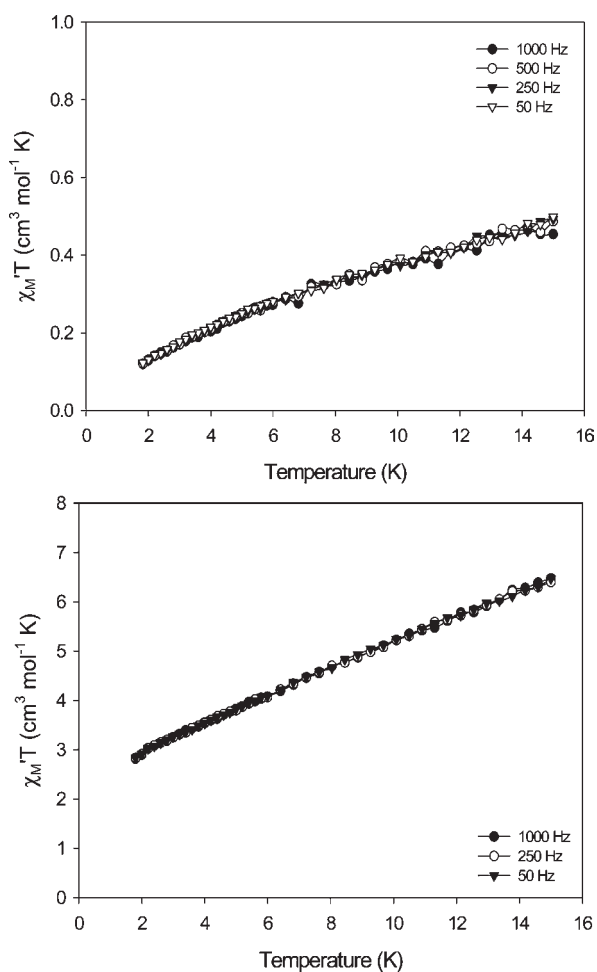 1.0
0.8
0.6
0.4
0.2
0.0
χM'T (cm³ mol⁻¹ K)
1000 Hz
500 Hz
250 Hz
50 Hz
0 2 4 6 8 10 12 14 16
Temperature (K)
8
7
6
5
4
3
2
1
0
χM'T (cm³ mol⁻¹ K)
1000 Hz
250 Hz
50 Hz
0 2 4 6 8 10 12 14 16
Temperature (K)